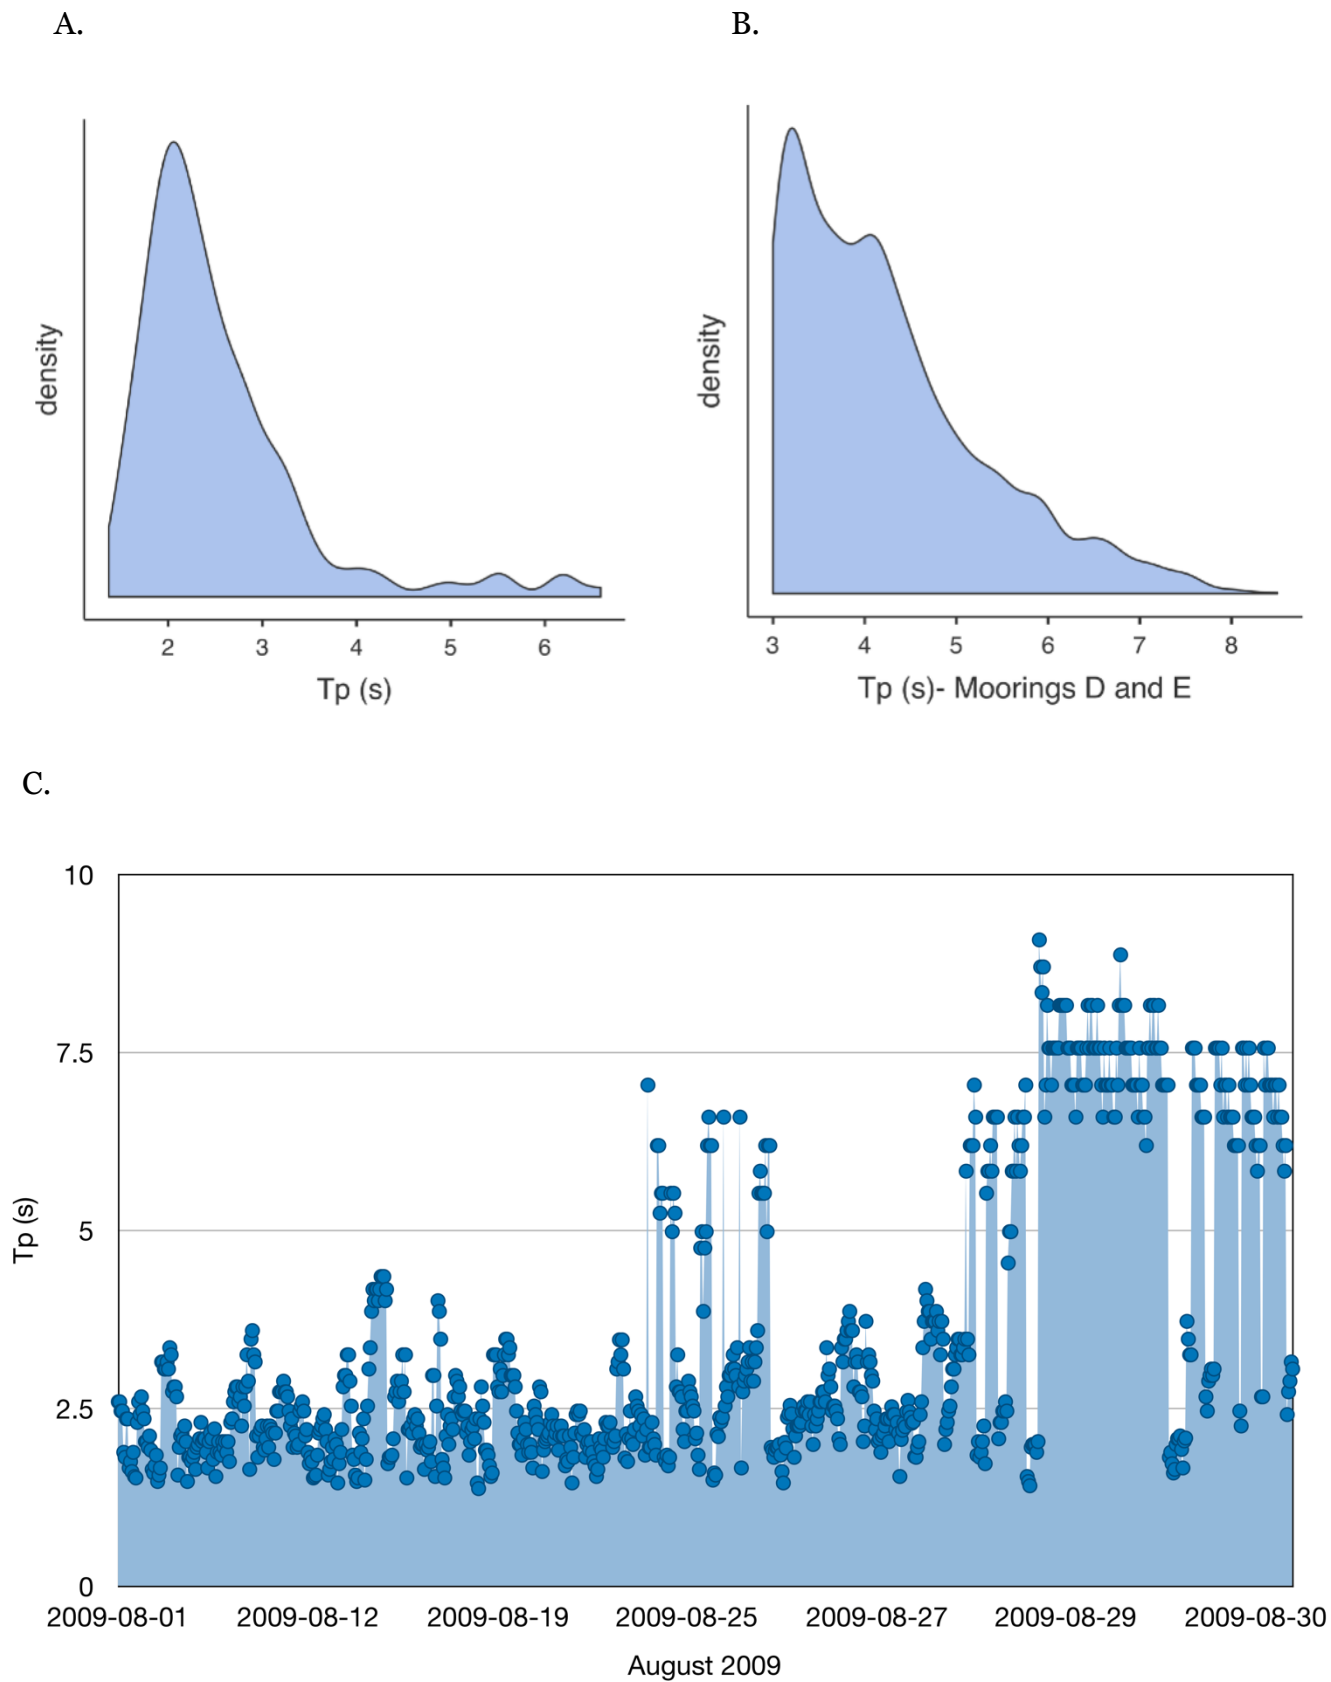 A.
B.
density
2 3 4 5 6
Tp (s)
density
3 4 5 6 7 8
Tp (s)- Moorings D and E
C.
10
7.5
5
2.5
0
Tp (s)
2009-08-01 2009-08-12 2009-08-19 2009-08-25 2009-08-27 2009-08-29 2009-08-30
August 2009